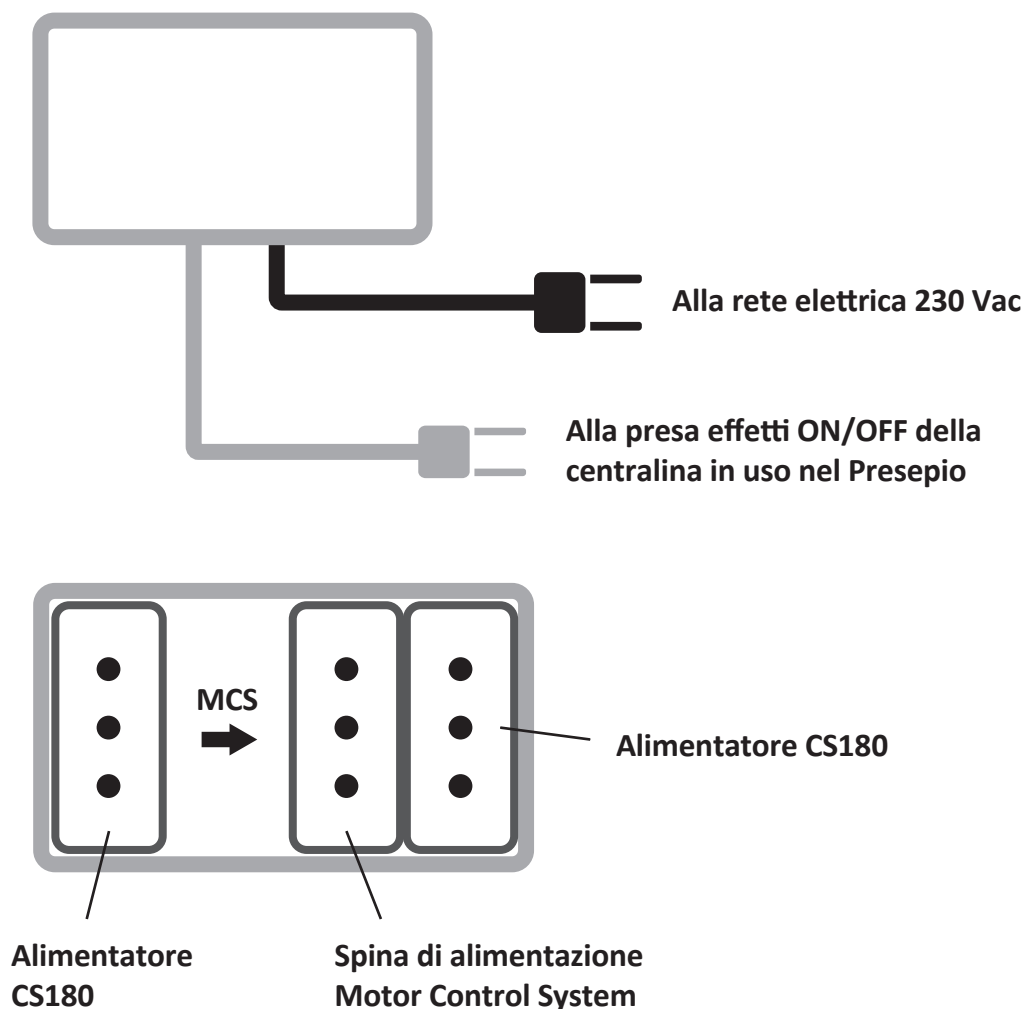 Alla rete elettrica 230 Vac
Alla presa effetti ON/OFF della
centralina in uso nel Presepio
MCS
Alimentatore CS180
Alimentatore
CS180
Spina di alimentazione
Motor Control System